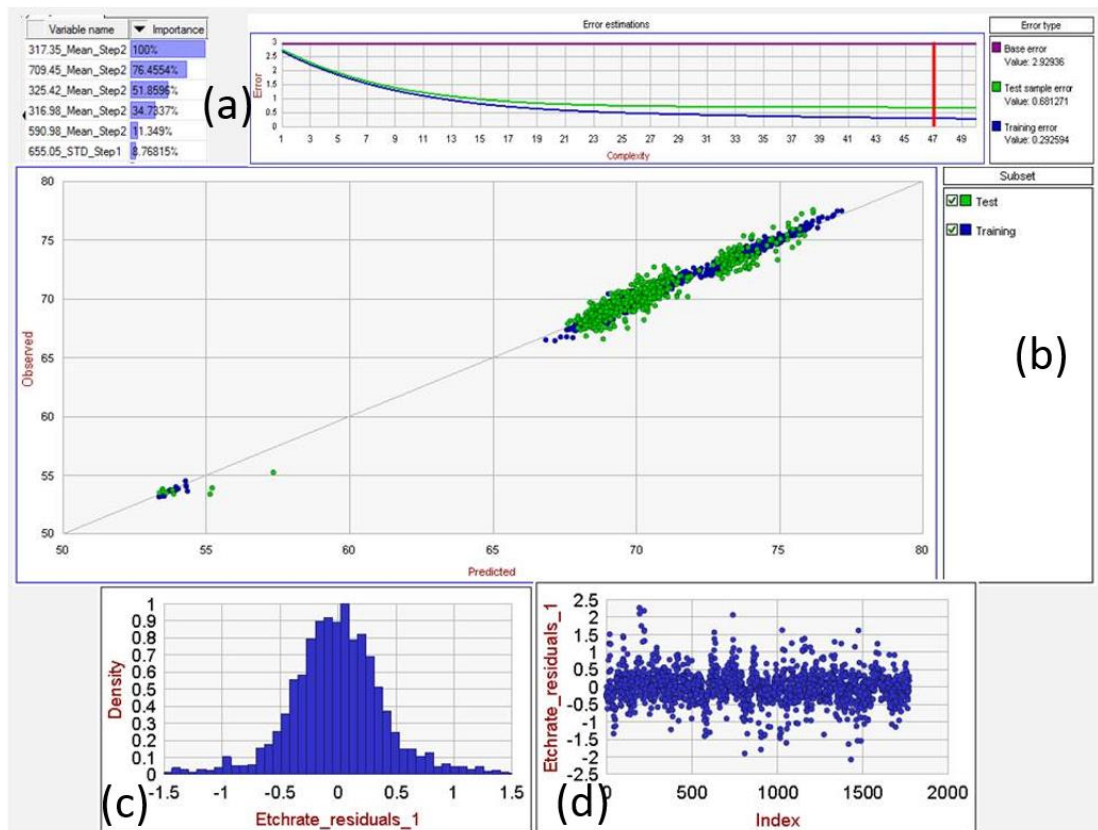 Variable name Importance
317.35_Mean_Step2 100%
709.45_Mean_Step2 76.4554%
325.42_Mean_Step2 51.8596%
316.98_Mean_Step2 34.7337%
590.98_Mean_Step2 11.349%
655.05_STD_Step1 8.76815%
(a)
Error estimations
Error
3
2.5
2
1.5
1
0.5
0
1 3 5 7 9 11 13 15 17 19 21 23 25 27 29 31 33 35 37 39 41 43 45 47 49
Complexity
Error type
Base error
Value: 2.92936
Test sample error
Value: 0.681271
Training error
Value: 0.292594
Observed
80
75
70
65
60
55
50
50 55 60 65 70 75 80
Predicted
Subset
Test
Training
(b)
Density
1
0.9
0.8
0.7
0.6
0.5
0.4
0.3
0.2
0.1
0
-1.5 -1 -0.5 0 0.5 1 1.5
Etchrate_residuals_1
(c)
Etchrate_residuals_1
2.5
2
1.5
1
0.5
0
-0.5
-1
-1.5
-2
-2.5
0 500 1000 1500 2000
Index
(d)